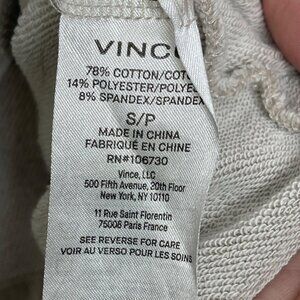 VINCE
78% COTTON/COT
14% POLYESTER/POLYE
8% SPANDEX/SPANDEX
S/P
MADE IN CHINA
FABRIQUÉ EN CHINE
RN#106730
Vince, LLC
500 Fifth Avenue, 20th Floor
New York, NY 10110
11 Rue Saint Florentin
75006 Paris France
SEE REVERSE FOR CARE
VOIR AU VERSO POUR LES SOINS